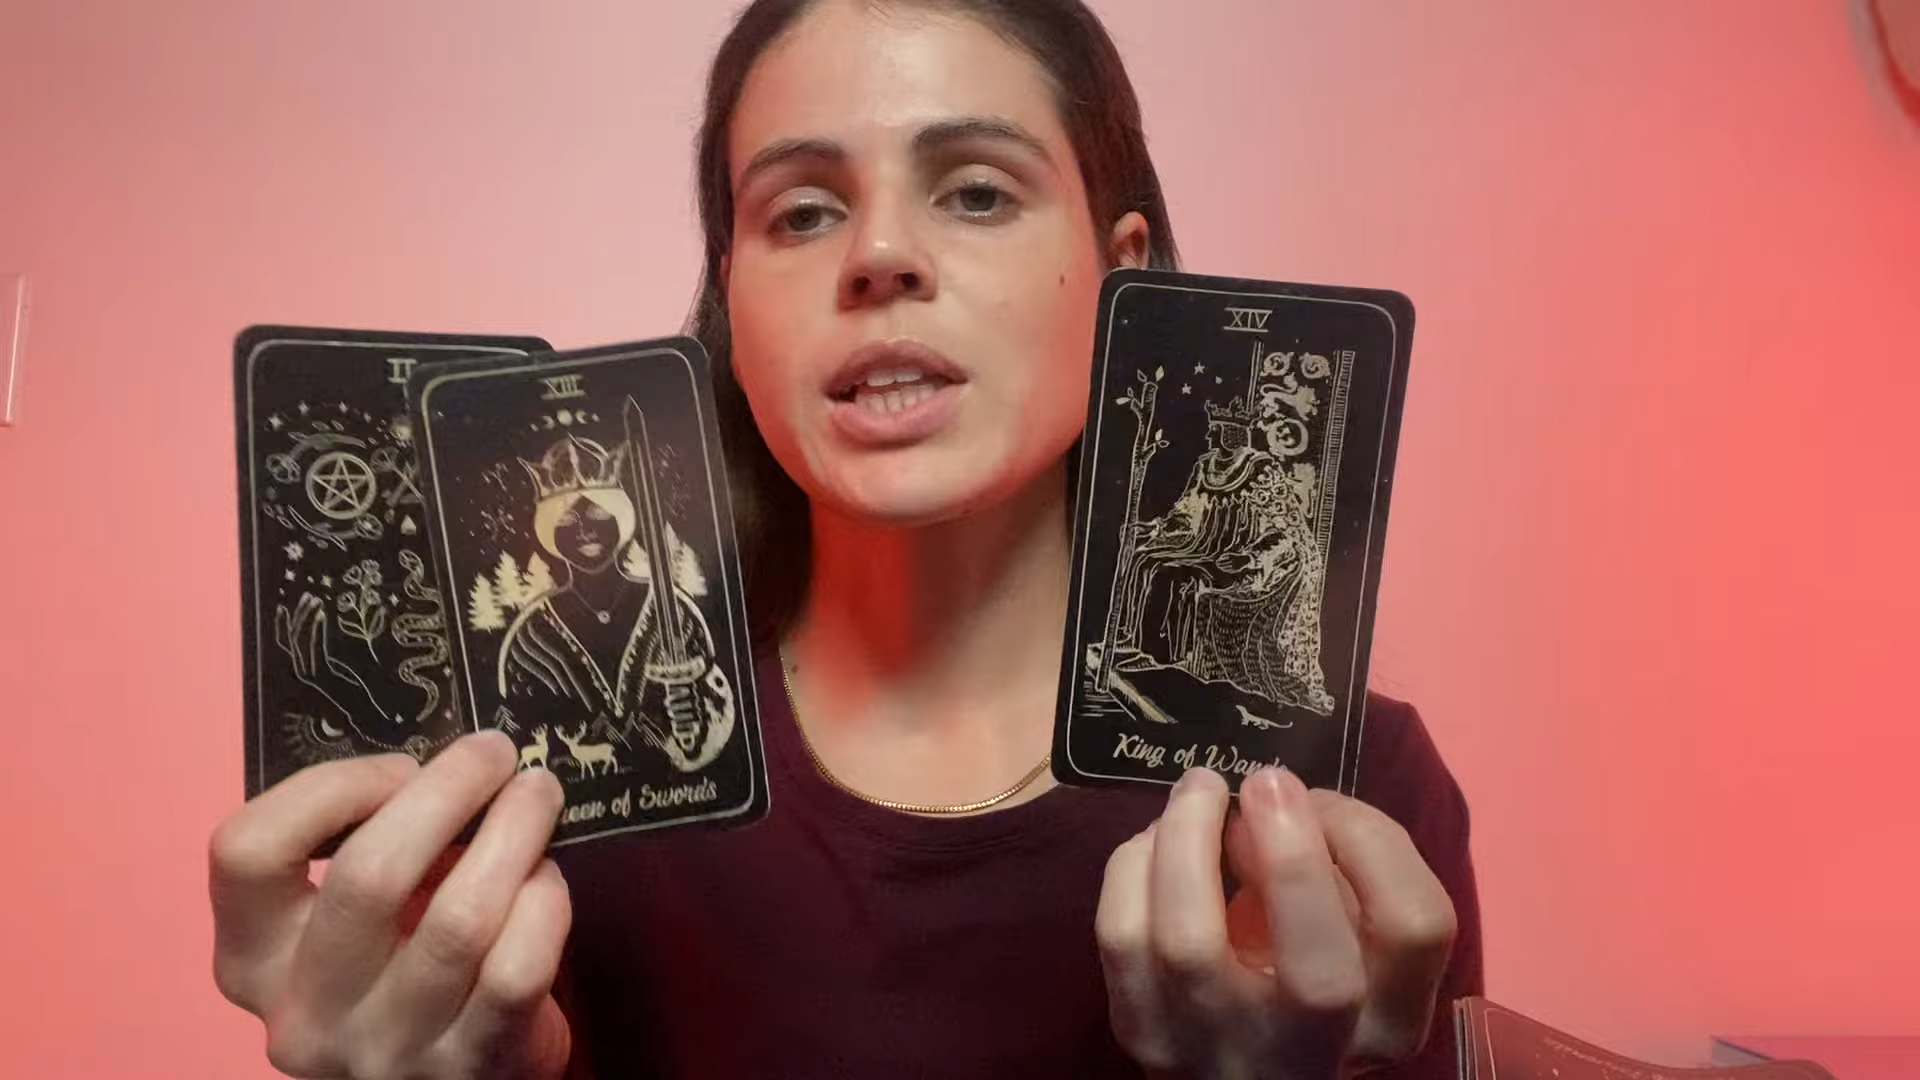 II
XIII
Queen of Swords
XIV
King of Wands